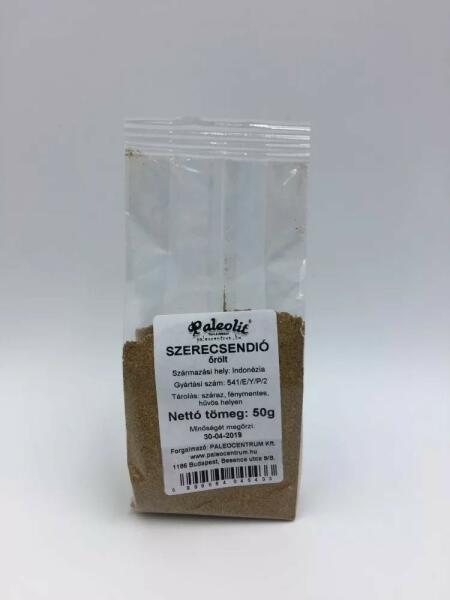 Paleolit
paleocentrum.hu
SZERECSENDIÓ
őrölt
Származási hely: Indonézia
Gyártási szám: 541/E/Y/P/2
Tárolás: száraz, fénymentes,
hűvös helyen
Nettó tömeg: 50g
Minőségét megőrzi:
30-04-2019
Forgalmazó: PALEOCENTRUM Kft.
www.paleocentrum.hu
1186 Budapest, Besence utca 9/B.